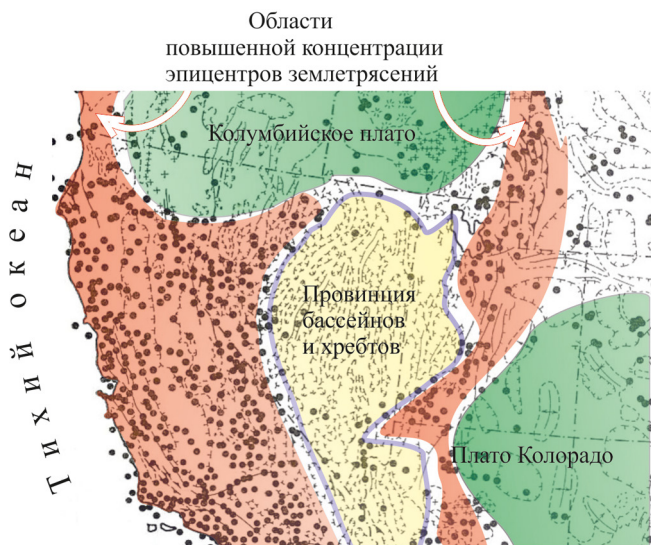 Области
повышенной концентрации
эпицентров землетрясений
Колумбийское плато
Тихий океан
Провинция
бассейнов
и хребтов
Плато Колорадо